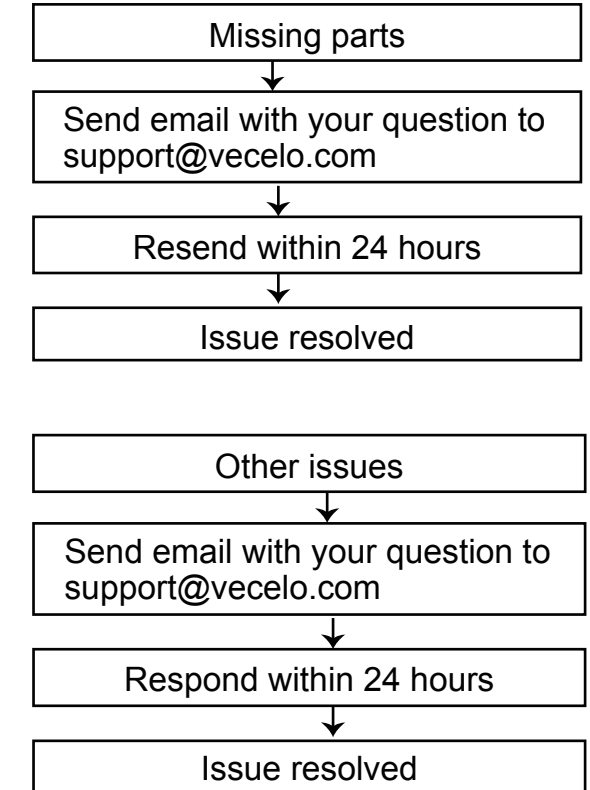 Missing parts
Send email with your question to
support@vecelo.com
Resend within 24 hours
Issue resolved
Other issues
Send email with your question to
support@vecelo.com
Respond within 24 hours
Issue resolved